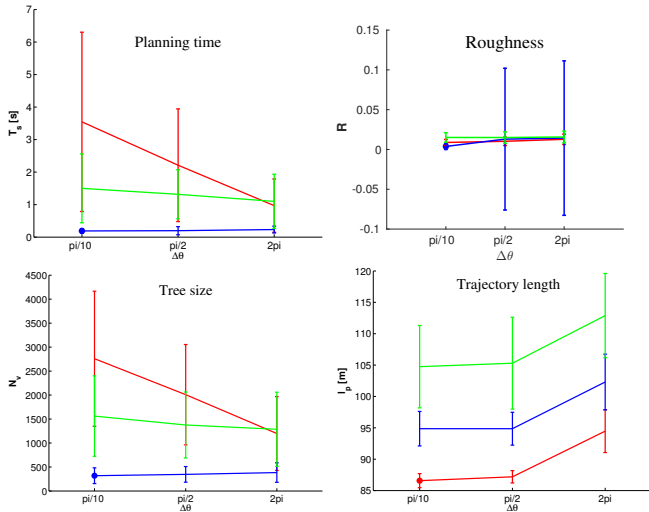 Planning time
T_s [s]
7
6
5
4
3
2
1
0
pi/10 pi/2 2pi
Δθ
Roughness
R
0.15
0.1
0.05
0
-0.05
-0.1
pi/10 pi/2 2pi
Δθ
Tree size
N_v
4500
4000
3500
3000
2500
2000
1500
1000
500
0
pi/10 pi/2 2pi
Δθ
Trajectory length
l_p [m]
120
115
110
105
100
95
90
85
pi/10 pi/2 2pi
Δθ